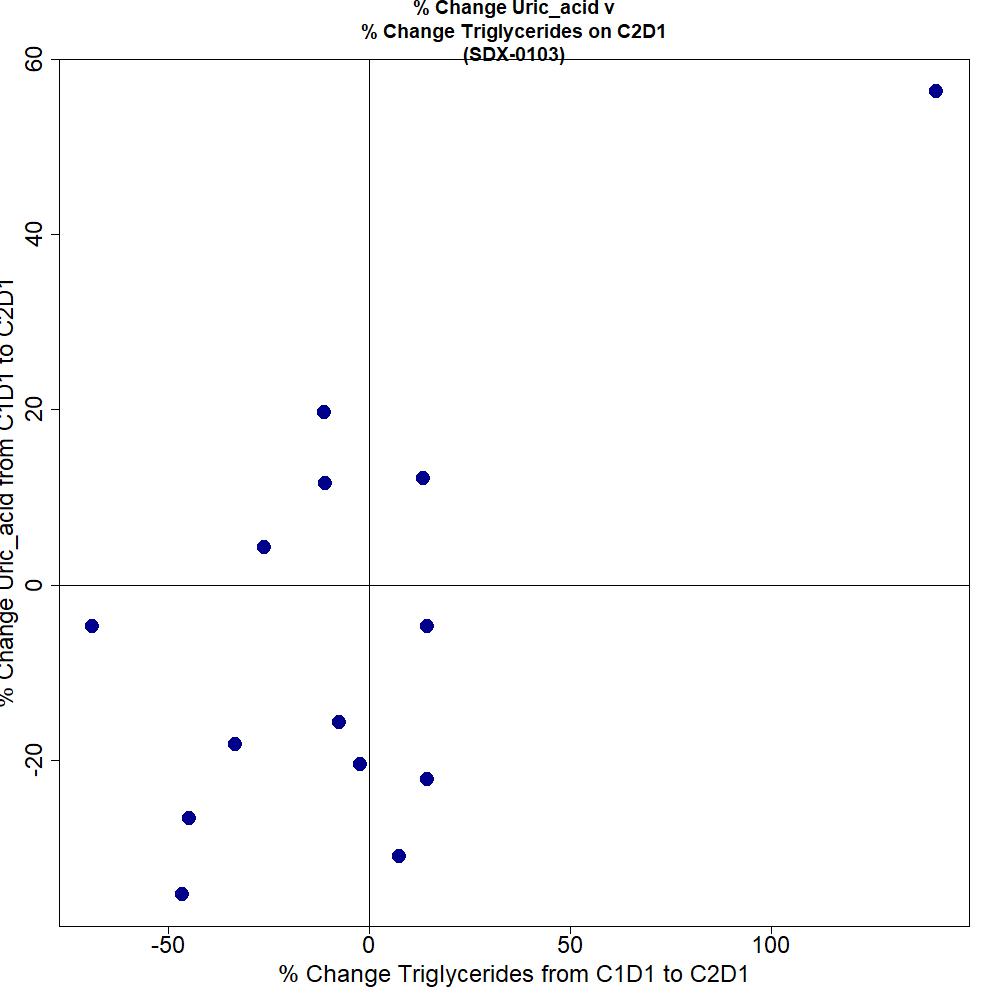 % Change Uric_acid v
% Change Triglycerides on C2D1
(SDX-0103)
60
40
20
0
-20
% Change Uric_acid from C1D1 to C2D1
-50
0
50
100
% Change Triglycerides from C1D1 to C2D1